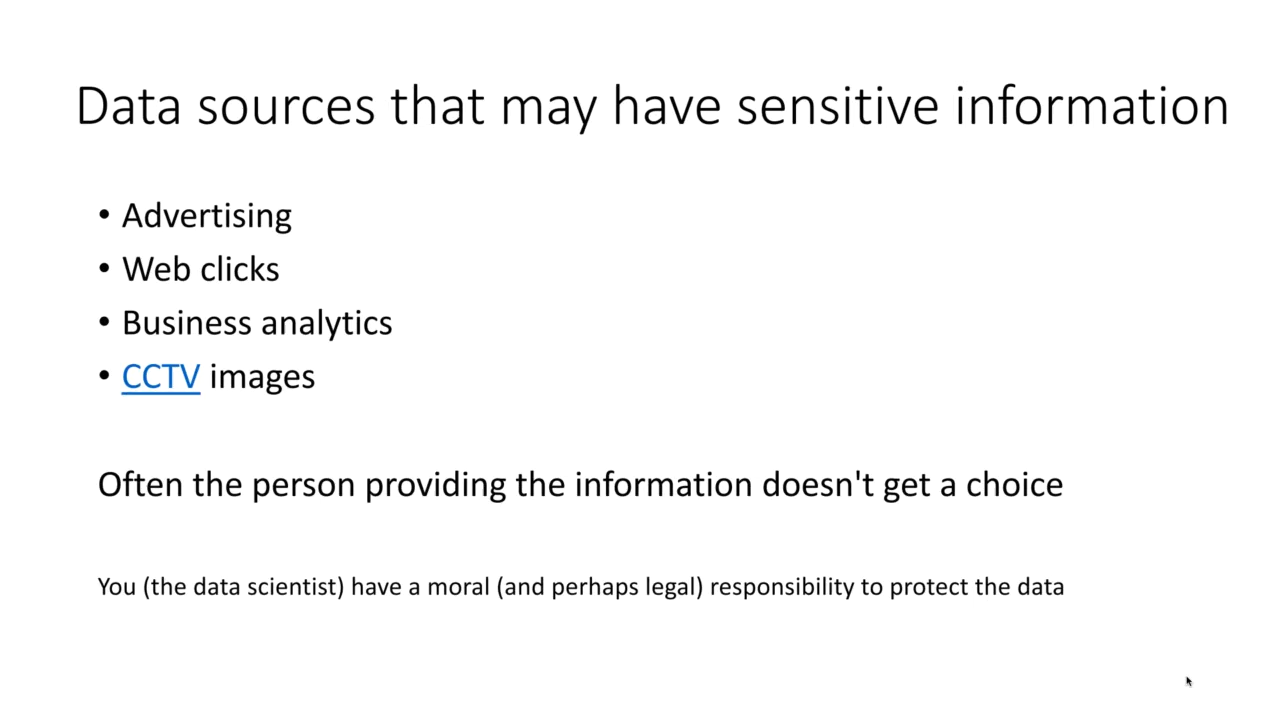 Data sources that may have sensitive information
• Advertising
• Web clicks
• Business analytics
• CCTV images
Often the person providing the information doesn't get a choice
You (the data scientist) have a moral (and perhaps legal) responsibility to protect the data